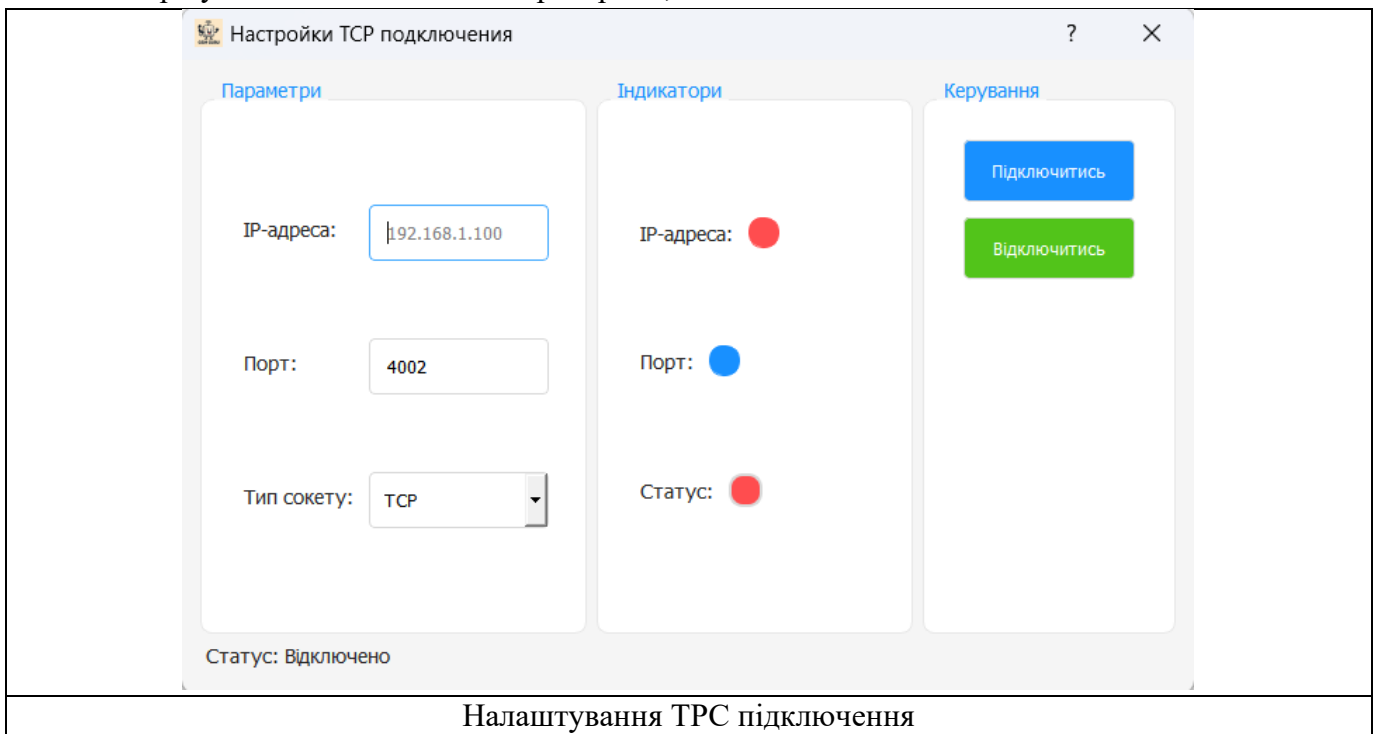 Настройки TCP подключения
?
Параметри
Індикатори
Керування
IP-адреса:
192.168.1.100
IP-адреса:
Підключитись
Відключитись
Порт:
4002
Порт:
Тип сокету:
TCP
Статус:
Статус: Відключено
Налаштування ТРС підключення